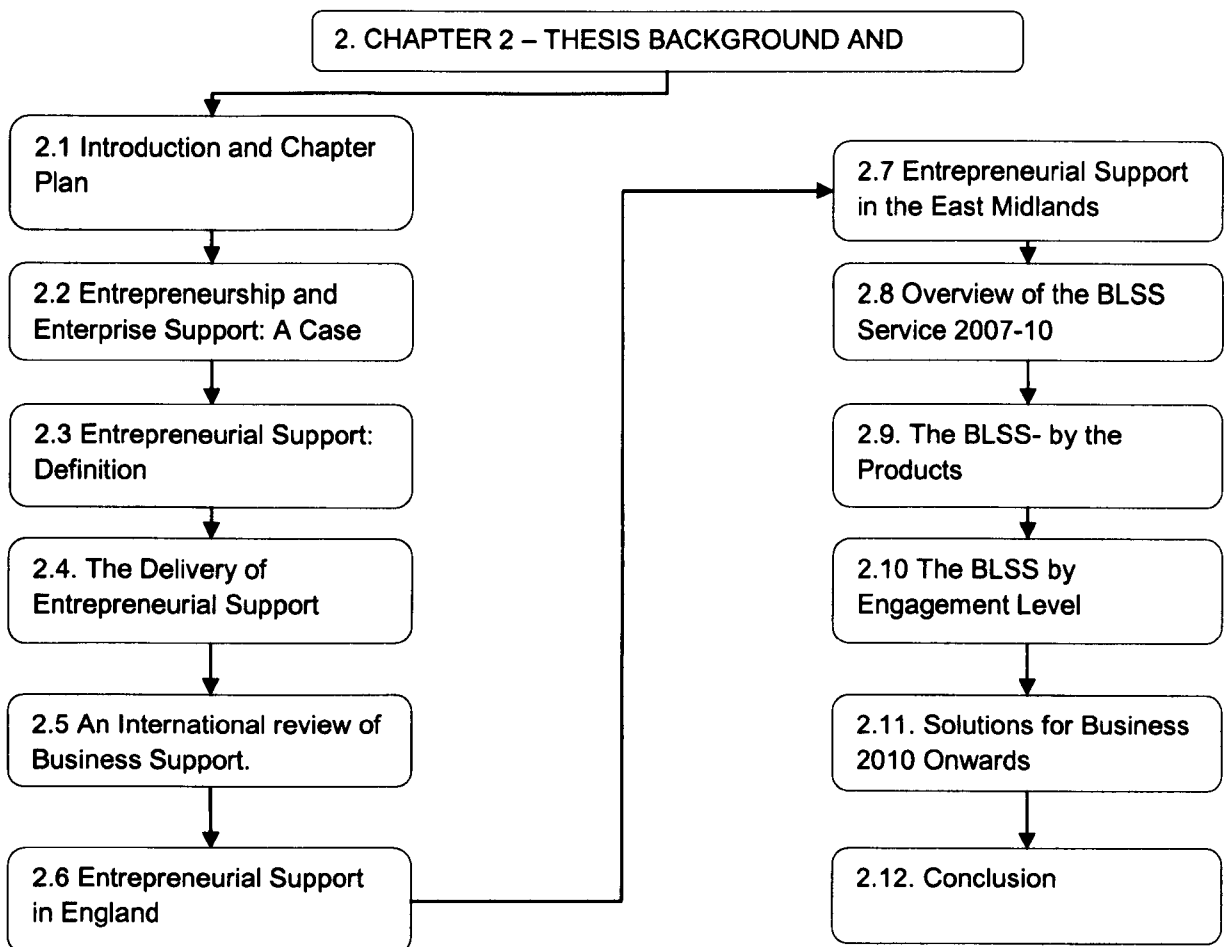 2. CHAPTER 2 – THESIS BACKGROUND AND
2.1 Introduction and Chapter
Plan
2.2 Entrepreneurship and
Enterprise Support: A Case
2.3 Entrepreneurial Support:
Definition
2.4. The Delivery of
Entrepreneurial Support
2.5 An International review of
Business Support.
2.6 Entrepreneurial Support
in England
2.7 Entrepreneurial Support
in the East Midlands
2.8 Overview of the BLSS
Service 2007-10
2.9. The BLSS- by the
Products
2.10 The BLSS by
Engagement Level
2.11. Solutions for Business
2010 Onwards
2.12. Conclusion